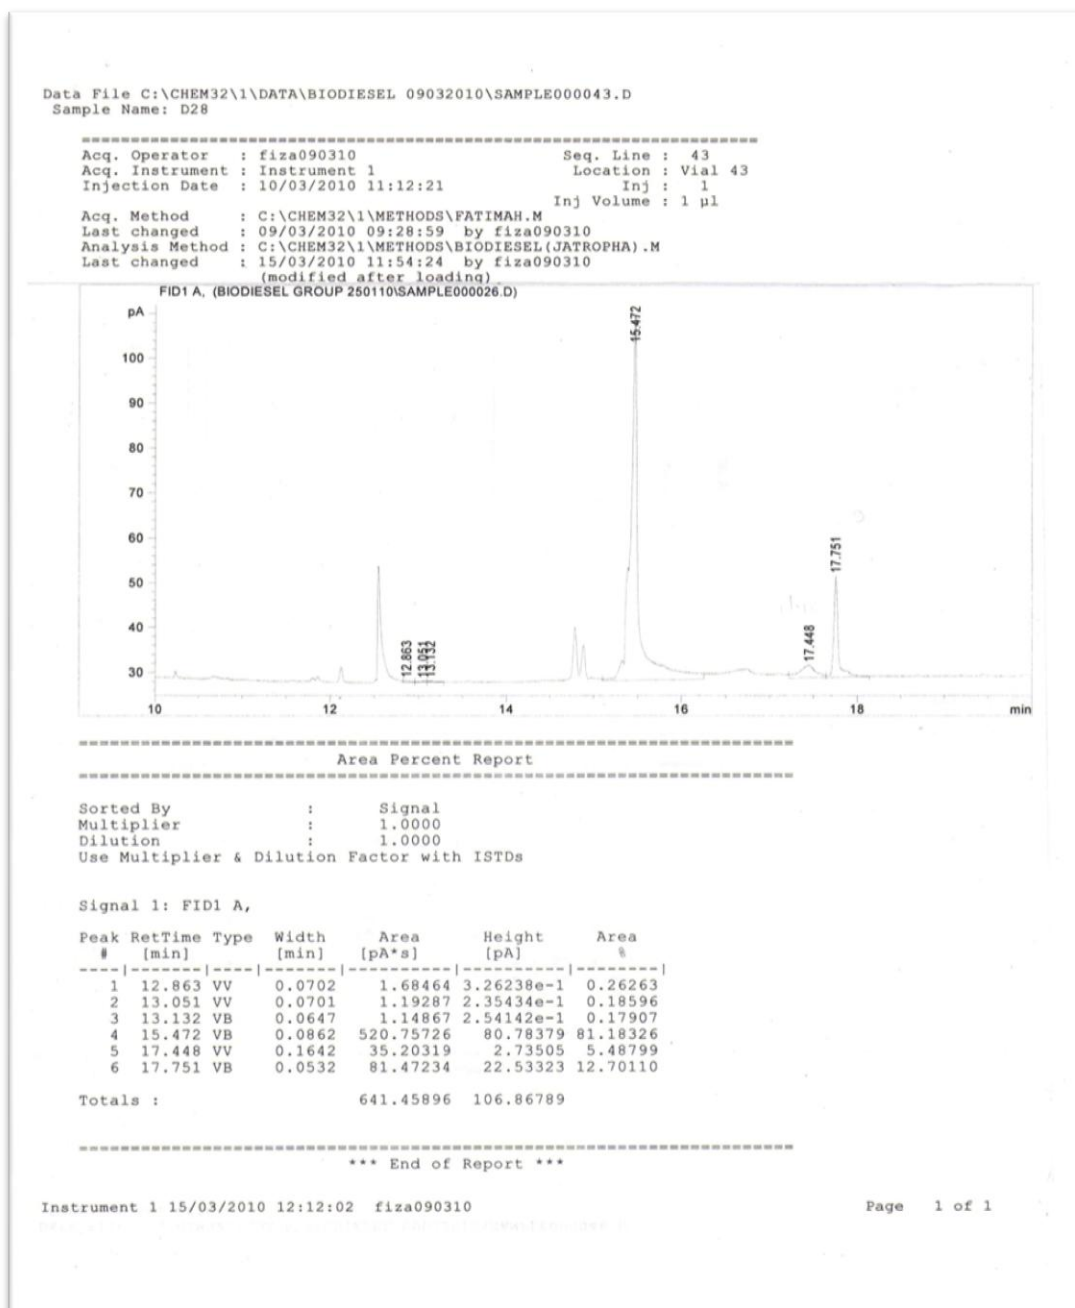 Data File C:\CHEM32\1\DATA\BIODIESEL 09032010\SAMPLE000043.D
Sample Name: D28
=====================================================================
Acq. Operator : fiza090310 Seq. Line : 43
Acq. Instrument : Instrument 1 Location : Vial 43
Injection Date : 10/03/2010 11:12:21 Inj : 1
Inj Volume : 1 µl
Acq. Method : C:\CHEM32\1\METHODS\FATIMAH.M
Last changed : 09/03/2010 09:28:59 by fiza090310
Analysis Method : C:\CHEM32\1\METHODS\BIODIESEL(JATROPHA).M
Last changed : 15/03/2010 11:54:24 by fiza090310
(modified after loading)
FID1 A, (BIODIESEL GROUP 250110\SAMPLE000026.D)
pA
100
90
80
70
60
50
40
30
12.863
13.051
13.132
15.472
17.448
17.751
10 12 14 16 18 min
=====================================================================
Area Percent Report
=====================================================================
Sorted By : Signal
Multiplier : 1.0000
Dilution : 1.0000
Use Multiplier & Dilution Factor with ISTDs
Signal 1: FID1 A,
Peak RetTime Type Width Area Height Area
# [min] [min] [pA*s] [pA] %
----|-------|----|-------|----------|----------|--------|
1 12.863 VV 0.0702 1.68464 3.26238e-1 0.26263
2 13.051 VV 0.0701 1.19287 2.35434e-1 0.18596
3 13.132 VB 0.0647 1.14867 2.54142e-1 0.17907
4 15.472 VB 0.0862 520.75726 80.78379 81.18326
5 17.448 VV 0.1642 35.20319 2.73505 5.48799
6 17.751 VB 0.0532 81.47234 22.53323 12.70110
Totals : 641.45896 106.86789
=====================================================================
*** End of Report ***
Instrument 1 15/03/2010 12:12:02 fiza090310 Page 1 of 1